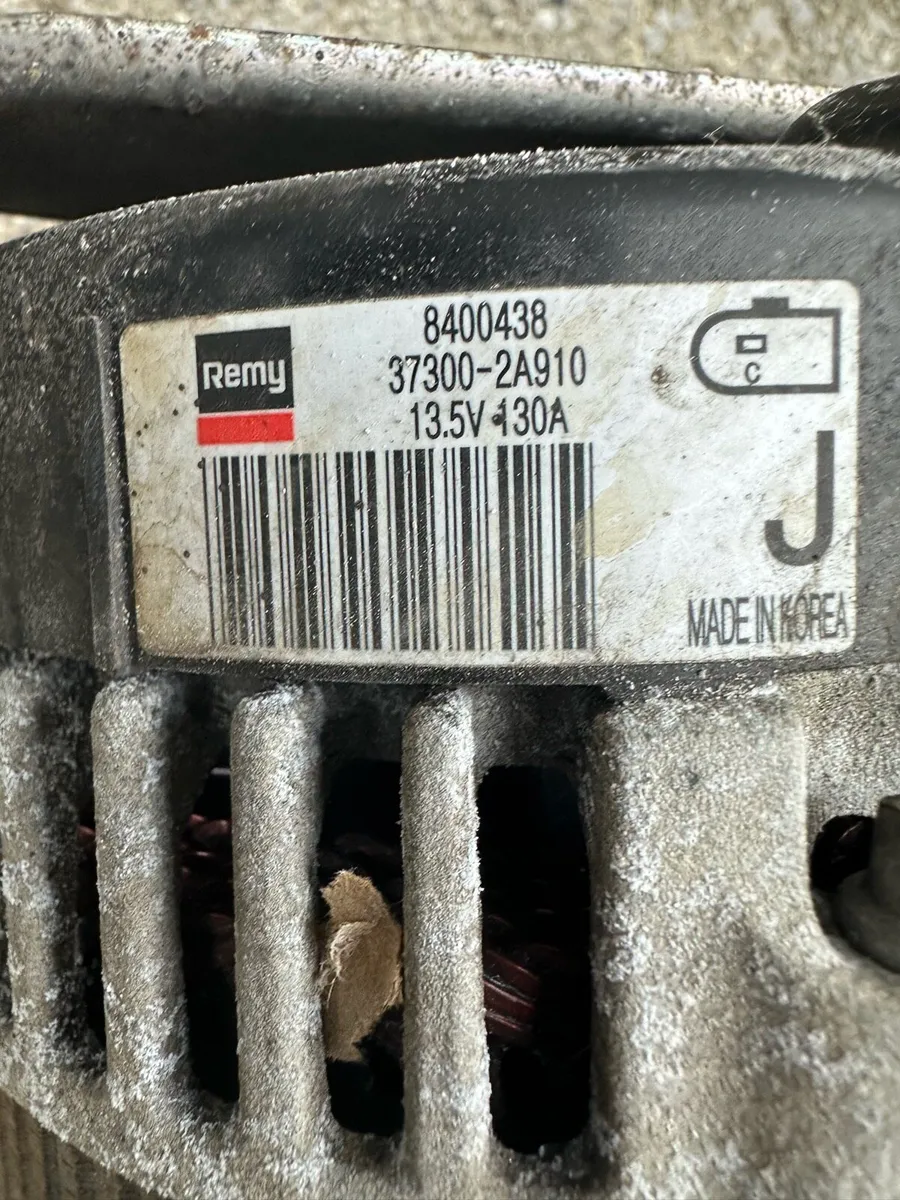 Remy
8400438
37300-2A910
13.5V 130A
C
J
MADE IN KOREA